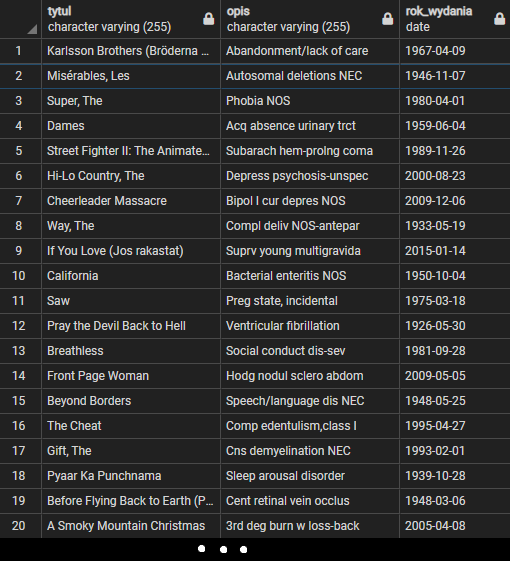 tytul opis rok_wydania
character varying (255) character varying (255) date
1 Karlsson Brothers (Bröderna ... Abandonment/lack of care 1967-04-09
2 Misérables, Les Autosomal deletions NEC 1946-11-07
3 Super, The Phobia NOS 1980-04-01
4 Dames Acq absence urinary trct 1959-06-04
5 Street Fighter II: The Animate... Subarach hem-prolng coma 1989-11-26
6 Hi-Lo Country, The Depress psychosis-unspec 2000-08-23
7 Cheerleader Massacre Bipol I cur depres NOS 2009-12-06
8 Way, The Compl deliv NOS-antepar 1933-05-19
9 If You Love (Jos rakastat) Suprv young multigravida 2015-01-14
10 California Bacterial enteritis NOS 1950-10-04
11 Saw Preg state, incidental 1975-03-18
12 Pray the Devil Back to Hell Ventricular fibrillation 1926-05-30
13 Breathless Social conduct dis-sev 1981-09-28
14 Front Page Woman Hodg nodul sclero abdom 2009-05-05
15 Beyond Borders Speech/language dis NEC 1948-05-25
16 The Cheat Comp edentulism,class I 1995-04-27
17 Gift, The Cns demyelination NEC 1993-02-01
18 Pyaar Ka Punchnama Sleep arousal disorder 1939-10-28
19 Before Flying Back to Earth (P... Cent retinal vein occlus 1948-03-06
20 A Smoky Mountain Christmas 3rd deg burn w loss-back 2005-04-08